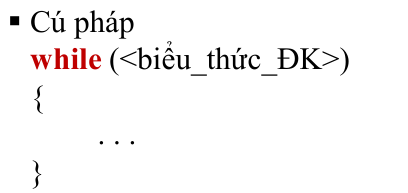 ▪ Cú pháp
while (<biểu_thức_ĐK>)
{
. . .
}